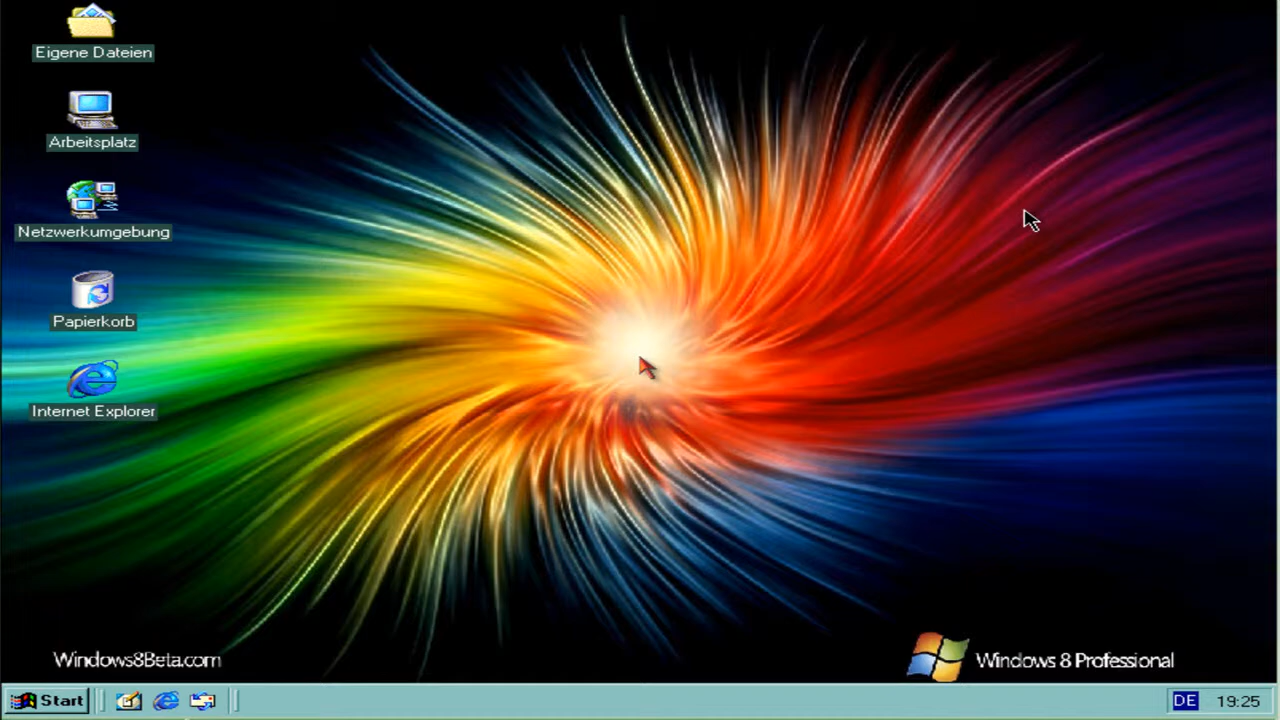 Eigene Dateien
Arbeitsplatz
Netzwerkumgebung
Papierkorb
Internet Explorer
Windows8Beta.com
Windows 8 Professional
Start
DE
19:25